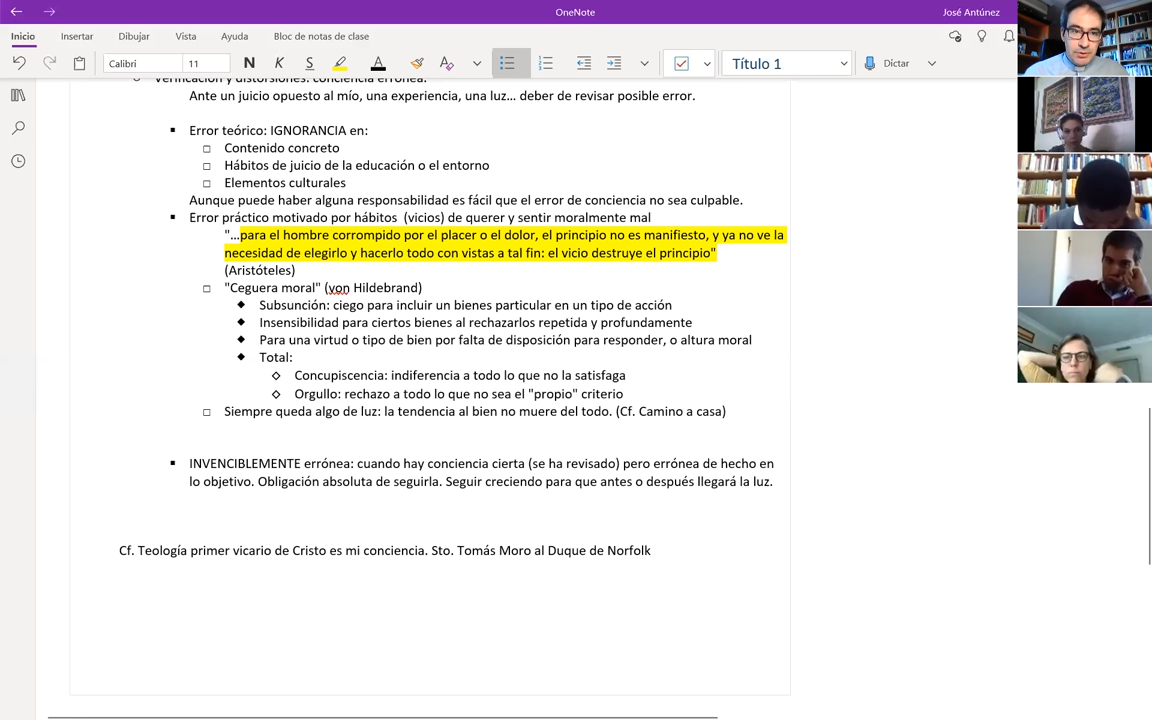 OneNote
José Antúnez
Inicio Insertar Dibujar Vista Ayuda Bloc de notas de clase
Calibri 11 N K S A Título 1 Dictar
Verificación y distorsiones: conciencia errónea.
Ante un juicio opuesto al mío, una experiencia, una luz... deber de revisar posible error.
Error teórico: IGNORANCIA en:
Contenido concreto
Hábitos de juicio de la educación o el entorno
Elementos culturales
Aunque puede haber alguna responsabilidad es fácil que el error de conciencia no sea culpable.
Error práctico motivado por hábitos (vicios) de querer y sentir moralmente mal
"...para el hombre corrompido por el placer o el dolor, el principio no es manifiesto, y ya no ve la
necesidad de elegirlo y hacerlo todo con vistas a tal fin: el vicio destruye el principio"
(Aristóteles)
"Ceguera moral" (von Hildebrand)
Subsunción: ciego para incluir un bienes particular en un tipo de acción
Insensibilidad para ciertos bienes al rechazarlos repetida y profundamente
Para una virtud o tipo de bien por falta de disposición para responder, o altura moral
Total:
Concupiscencia: indiferencia a todo lo que no la satisfaga
Orgullo: rechazo a todo lo que no sea el "propio" criterio
Siempre queda algo de luz: la tendencia al bien no muere del todo. (Cf. Camino a casa)
INVENCIBLEMENTE errónea: cuando hay conciencia cierta (se ha revisado) pero errónea de hecho en
lo objetivo. Obligación absoluta de seguirla. Seguir creciendo para que antes o después llegará la luz.
Cf. Teología primer vicario de Cristo es mi conciencia. Sto. Tomás Moro al Duque de Norfolk